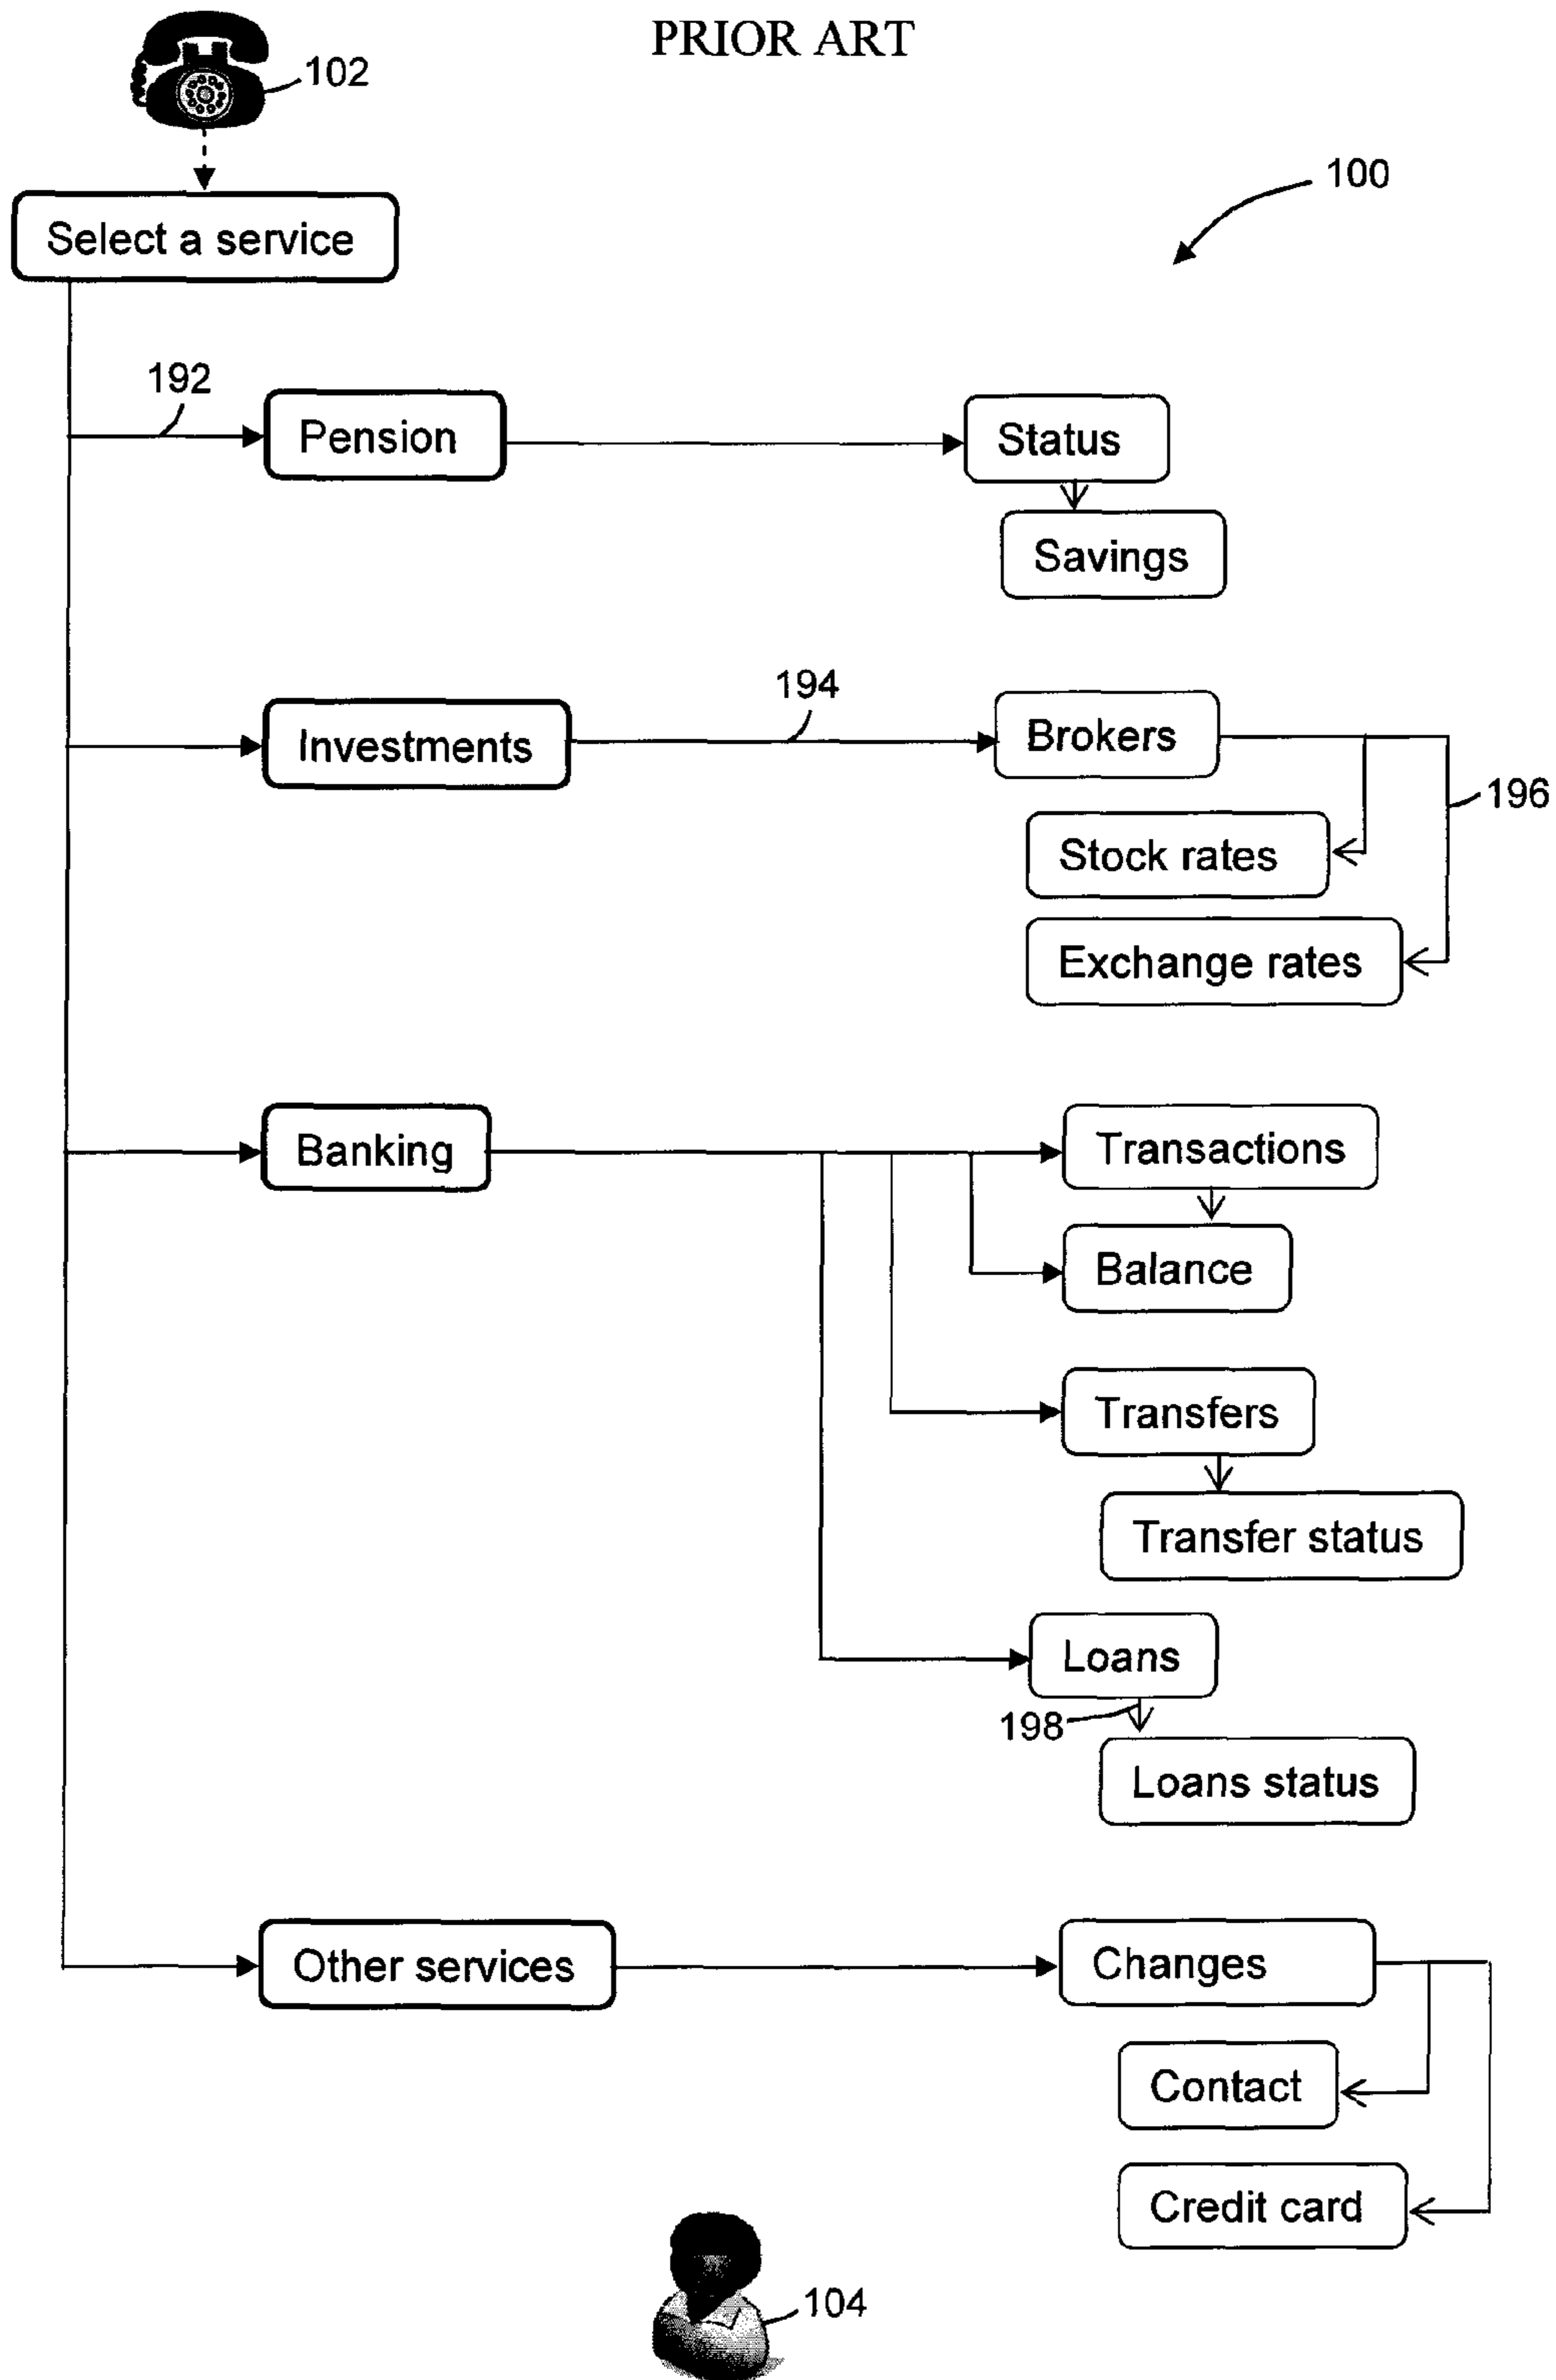 PRIOR ART
102
100
Select a service
192
Pension
Status
Savings
194
Investments
Brokers
196
Stock rates
Exchange rates
Banking
Transactions
Balance
Transfers
Transfer status
Loans
198
Loans status
Other services
Changes
Contact
Credit card
104